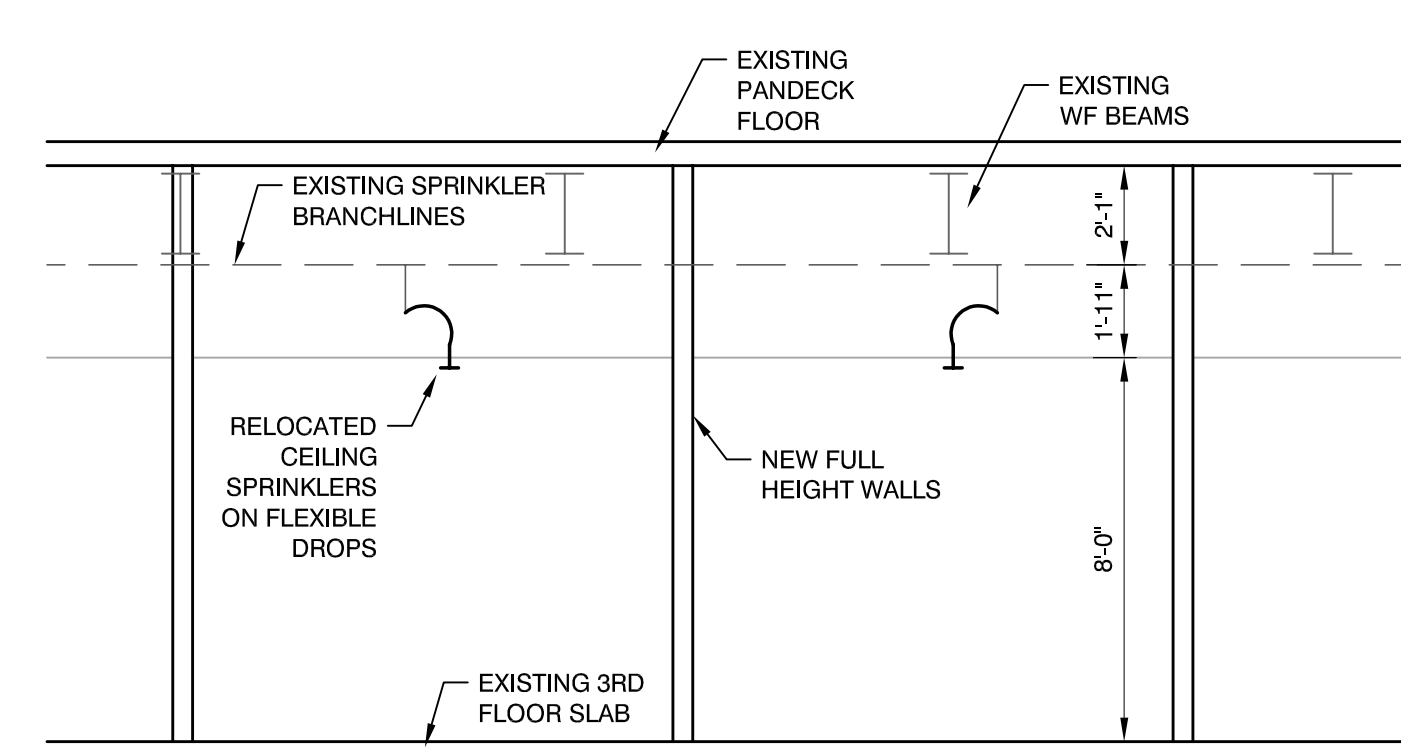 EXISTING
PANDECK
FLOOR
EXISTING
WF BEAMS
EXISTING SPRINKLER
BRANCHLINES
2'-1"
1'-11"
RELOCATED
CEILING
SPRINKLERS
ON FLEXIBLE
DROPS
NEW FULL
HEIGHT WALLS
8'-0"
EXISTING 3RD
FLOOR SLAB